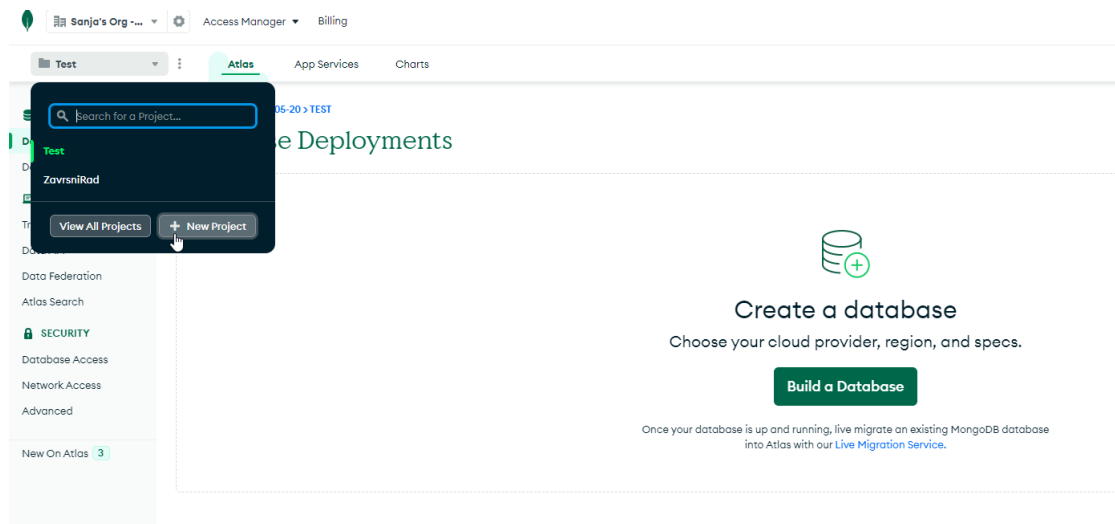 Sanja's Org -...
Access Manager
Billing
Test
Atlas
App Services
Charts
Search for a Project...
05-20 > TEST
e Deployments
Test
ZavrsniRad
View All Projects
+ New Project
Data Federation
Atlas Search
SECURITY
Database Access
Network Access
Advanced
New On Atlas 3
Create a database
Choose your cloud provider, region, and specs.
Build a Database
Once your database is up and running, live migrate an existing MongoDB database
into Atlas with our Live Migration Service.